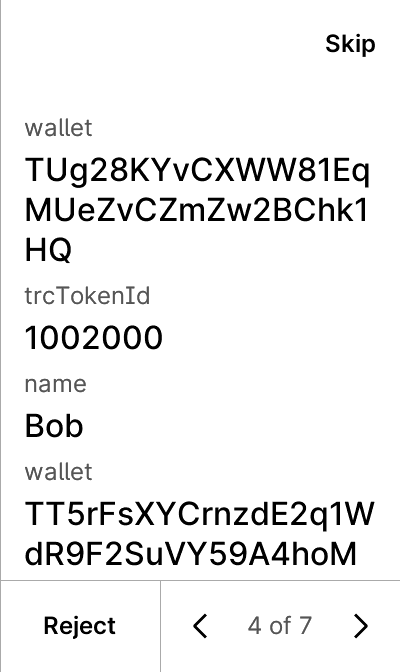 Skip
wallet
TUg28KYvCXWW81Eq
MUeZvCZmZw2BChk1
HQ
trcTokenId
1002000
name
Bob
wallet
TT5rFsXYCrnzdE2q1W
dR9F2SuVY59A4hoM
Reject
4 of 7